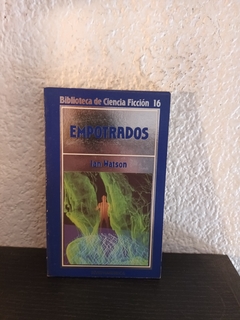 Biblioteca de Ciencia Ficción 16
EMPOTRADOS
Ian Watson